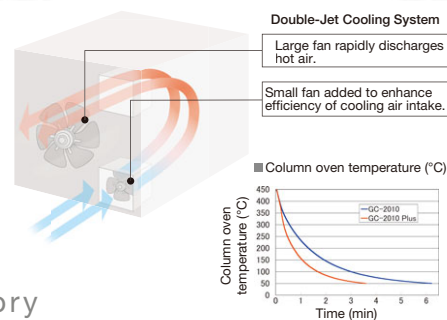 Double-Jet Cooling System
Large fan rapidly discharges
hot air.
Small fan added to enhance
efficiency of cooling air intake.
Column oven temperature (°C)
Column oven
temperature (°C)
450
400
350
300
250
200
150
100
50
0
GC-2010
GC-2010 Plus
0 1 2 3 4 5 6
Time (min)
ory